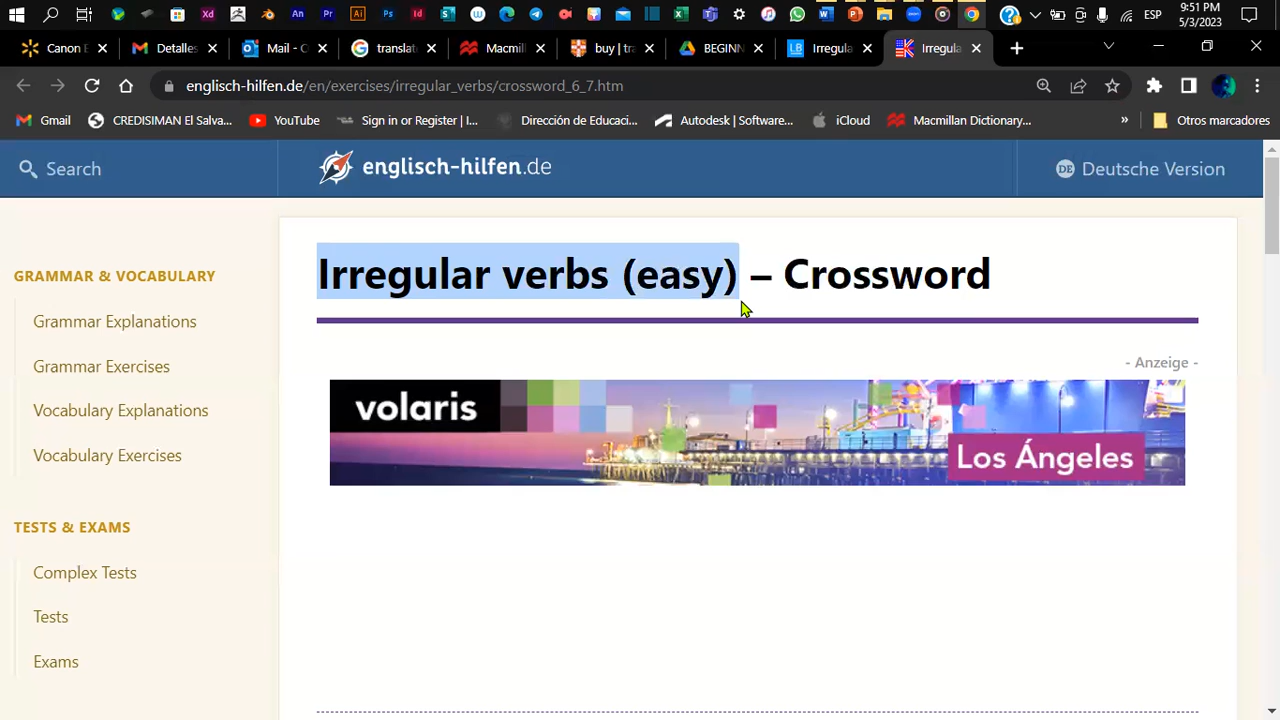 9:51 PM
ESP
5/3/2023
Canon E
Detalles
Mail - C
translat
Macmill
buy | tra
BEGINN
Irregula
Irregula
englisch-hilfen.de/en/exercises/irregular_verbs/crossword_6_7.htm
Gmail
CREDISIMAN El Salva...
YouTube
Sign in or Register | I...
Dirección de Educaci...
Autodesk | Software...
iCloud
Macmillan Dictionary...
»
Otros marcadores
Search
englisch-hilfen.de
DE Deutsche Version
GRAMMAR & VOCABULARY
Grammar Explanations
Grammar Exercises
Vocabulary Explanations
Vocabulary Exercises
TESTS & EXAMS
Complex Tests
Tests
Exams
Irregular verbs (easy) – Crossword
- Anzeige -
volaris
Los Ángeles